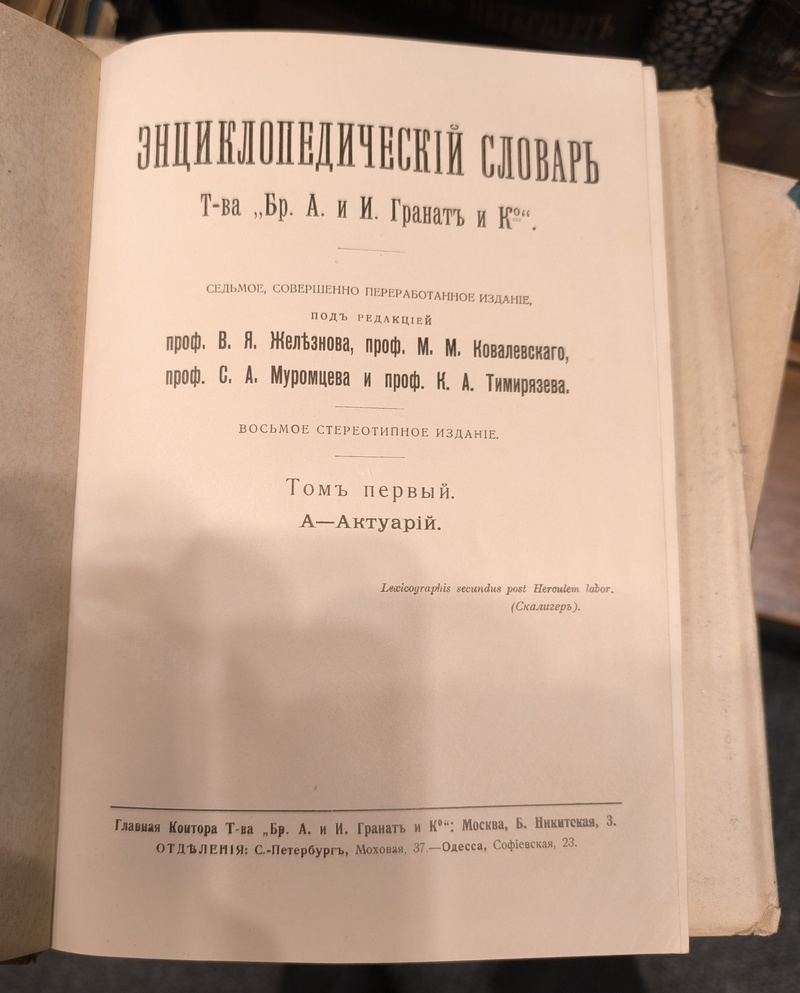 ЭНЦИКЛОПЕДИЧЕСКІЙ СЛОВАРЬ
Т-ва „Бр. А. и И. Гранатъ и Ко“.
СЕДЬМОЕ, СОВЕРШЕННО ПЕРЕРАБОТАННОЕ ИЗДАНІЕ,
ПОДЪ РЕДАКЦІЕЙ
проф. В. Я. Желѣзнова, проф. М. М. Ковалевскаго,
проф. С. А. Муромцева и проф. К. А. Тимирязева.
ВОСЬМОЕ СТЕРЕОТИПНОЕ ИЗДАНІЕ.
Томъ первый.
А—Актуарій.
Lexicographis secundus post Herculem labor.
(Скалигеръ).
Главная Контора Т-ва „Бр. А. и И. Гранатъ и Ко“: Москва, Б. Никитская, 3.
ОТДѢЛЕНІЯ: С.-Петербургъ, Моховая, 37.—Одесса, Софіевская, 23.